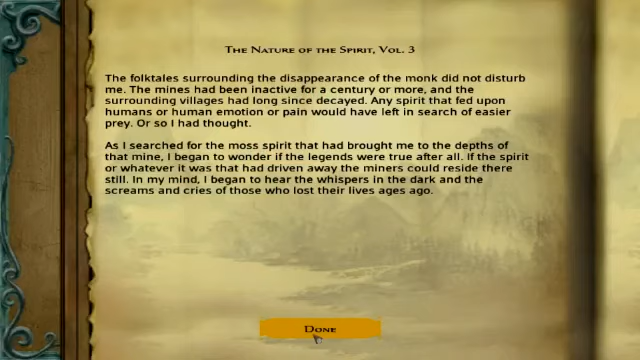 The Nature of the Spirit, Vol. 3
The folktales surrounding the disappearance of the monk did not disturb
me. The mines had been inactive for a century or more, and the
surrounding villages had long since decayed. Any spirit that fed upon
humans or human emotion or pain would have left in search of easier
prey. Or so I had thought.
As I searched for the moss spirit that had brought me to the depths of
that mine, I began to wonder if the legends were true after all. If the spirit
or whatever it was that had driven away the miners could reside there
still. In my mind, I began to hear the whispers in the dark and the
screams and cries of those who lost their lives ages ago.
Done